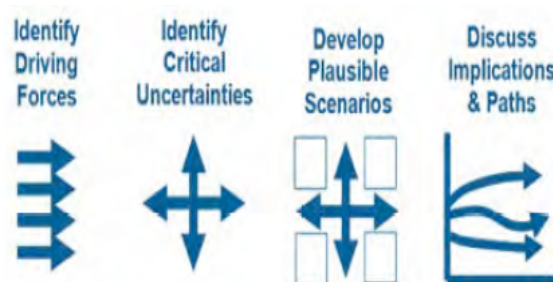 Identify
Driving
Forces
Identify
Critical
Uncertainties
Develop
Plausible
Scenarios
Discuss
Implications
& Paths